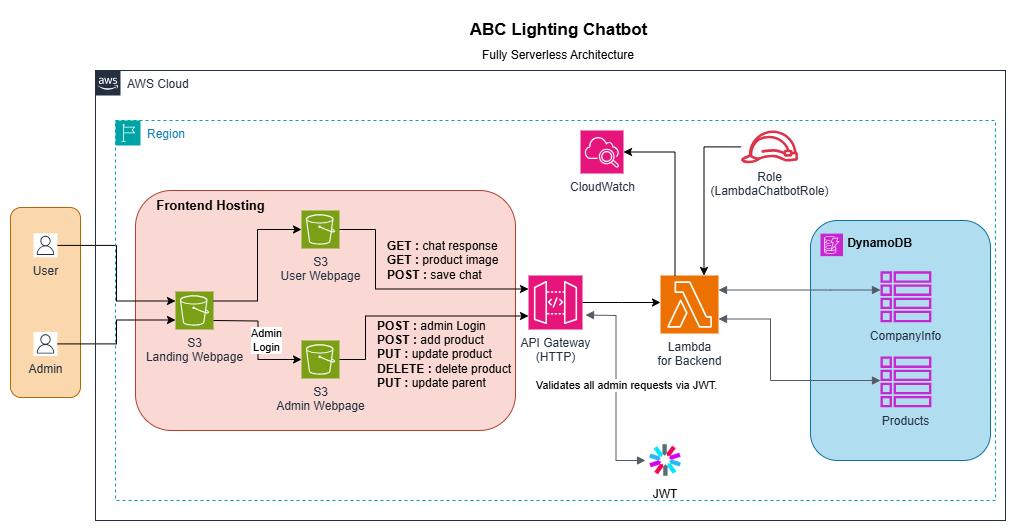 ABC Lighting Chatbot
Fully Serverless Architecture
aws
AWS Cloud
Region
CloudWatch
Role
(LambdaChatbotRole)
Frontend Hosting
User
Admin
S3
Landing Webpage
S3
User Webpage
Admin
Login
S3
Admin Webpage
GET : chat response
GET : product image
POST : save chat
POST : admin Login
POST : add product
PUT : update product
DELETE : delete product
PUT : update parent
API Gateway
(HTTP)
Validates all admin requests via JWT.
Lambda
for Backend
DynamoDB
CompanyInfo
Products
JWT